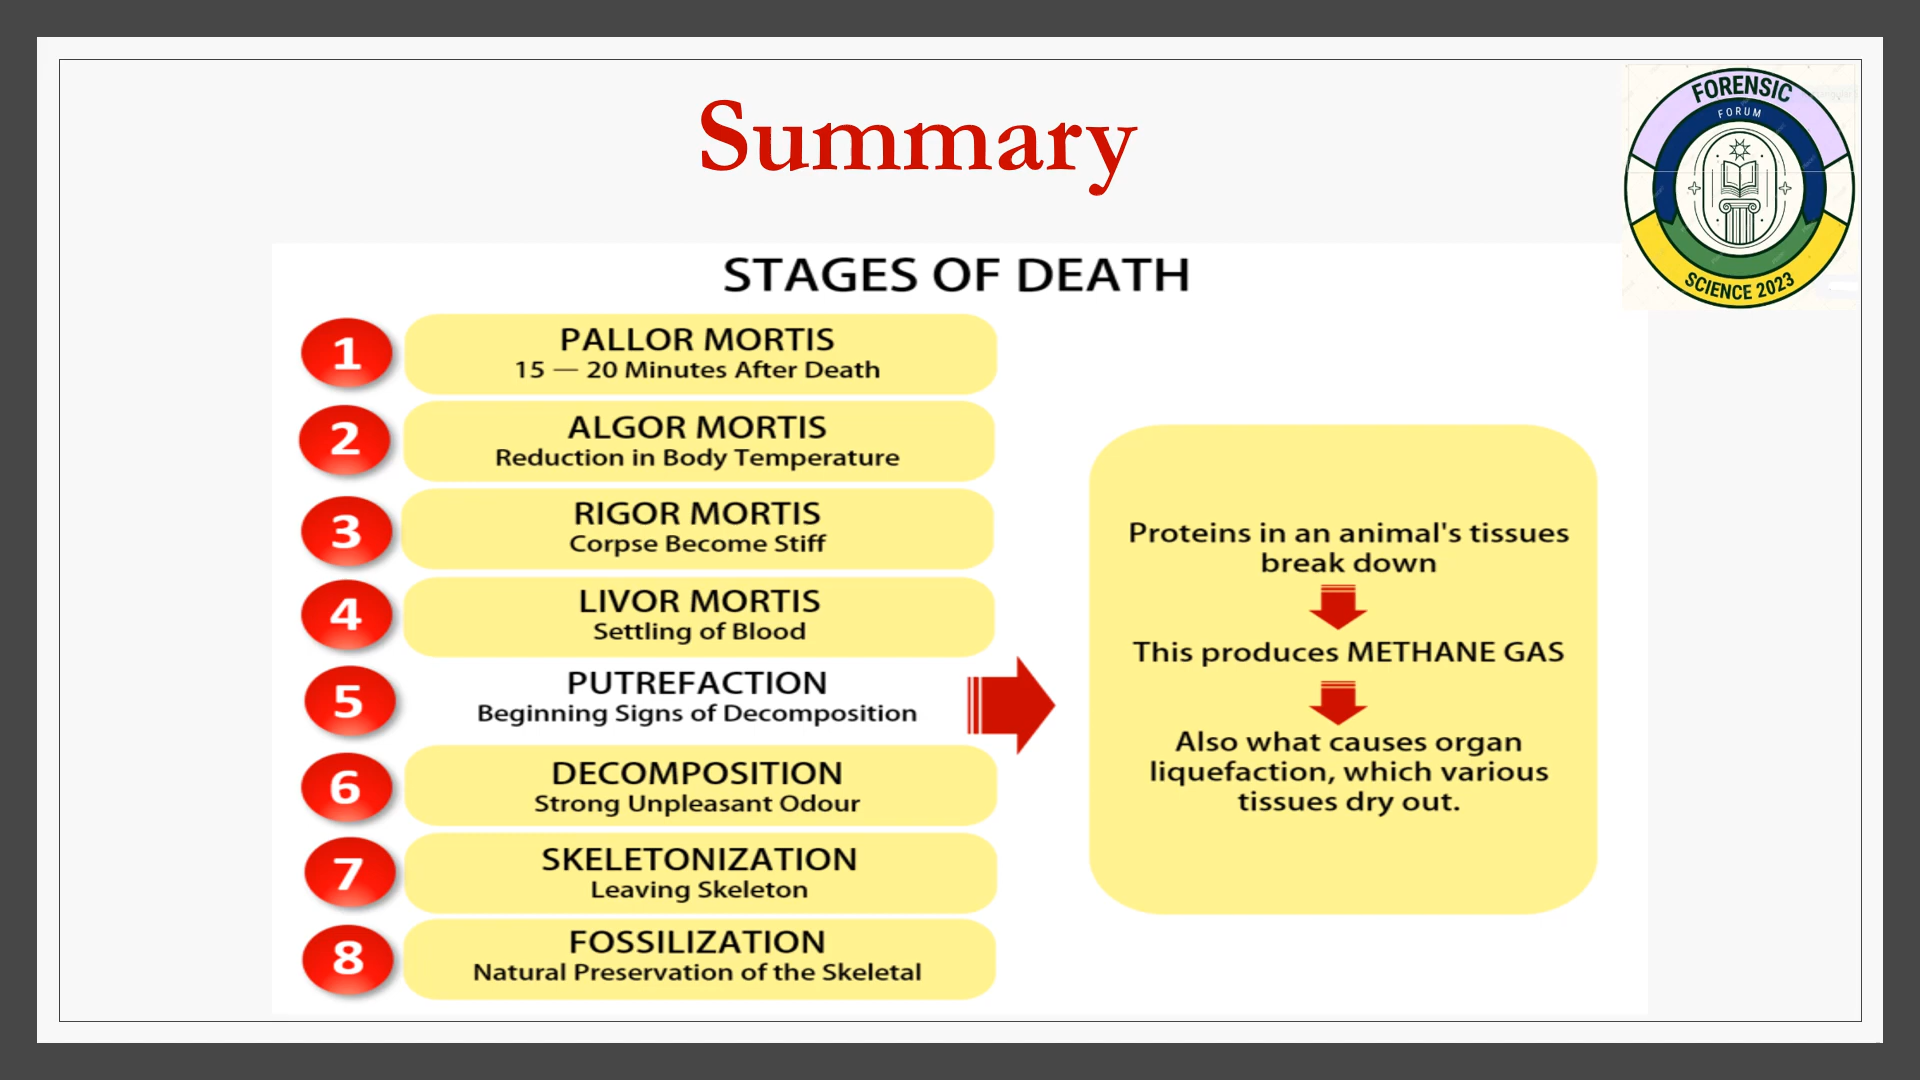 Summary
FORENSIC
FORUM
SCIENCE 2023
STAGES OF DEATH
1
PALLOR MORTIS
15 — 20 Minutes After Death
2
ALGOR MORTIS
Reduction in Body Temperature
3
RIGOR MORTIS
Corpse Become Stiff
4
LIVOR MORTIS
Settling of Blood
5
PUTREFACTION
Beginning Signs of Decomposition
6
DECOMPOSITION
Strong Unpleasant Odour
7
SKELETONIZATION
Leaving Skeleton
8
FOSSILIZATION
Natural Preservation of the Skeletal
Proteins in an animal's tissues
break down
This produces METHANE GAS
Also what causes organ
liquefaction, which various
tissues dry out.